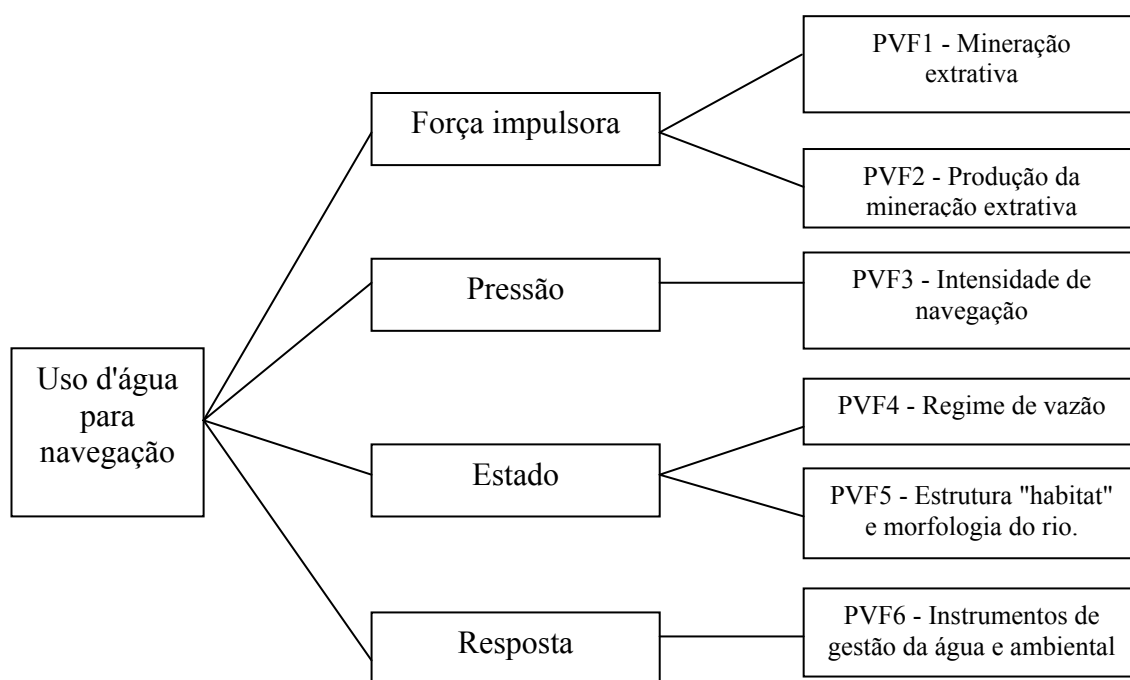 Uso d'água
para
navegação
Força impulsora
PVF1 - Mineração
extrativa
PVF2 - Produção da
mineração extrativa
Pressão
PVF3 - Intensidade de
navegação
Estado
PVF4 - Regime de vazão
PVF5 - Estrutura "habitat"
e morfologia do rio.
Resposta
PVF6 - Instrumentos de
gestão da água e ambiental